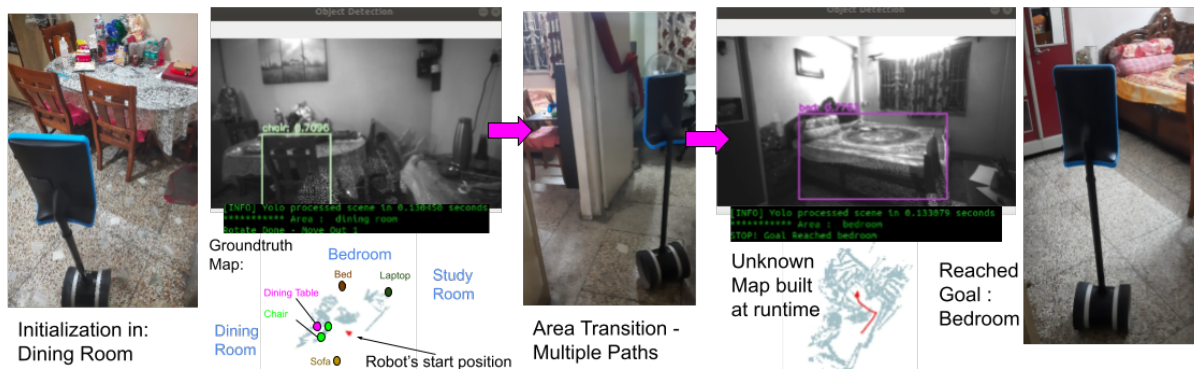 Object Detection
chair: 0.7096
[INFO] Yolo processed scene in 0.130450 seconds
*********** Area : dining room
Rotate Done - Move Out 1
Groundtruth
Map:
Bedroom
Bed
Laptop
Study
Room
Dining Table
Chair
Dining
Room
Sofa
Robot's start position
Initialization in:
Dining Room
Area Transition -
Multiple Paths
Object Detection
[INFO] Yolo processed scene in 0.133079 seconds
*********** Area : bedroom
STOP: Goal Reached bedroom
Unknown
Map built
at runtime
Reached
Goal :
Bedroom